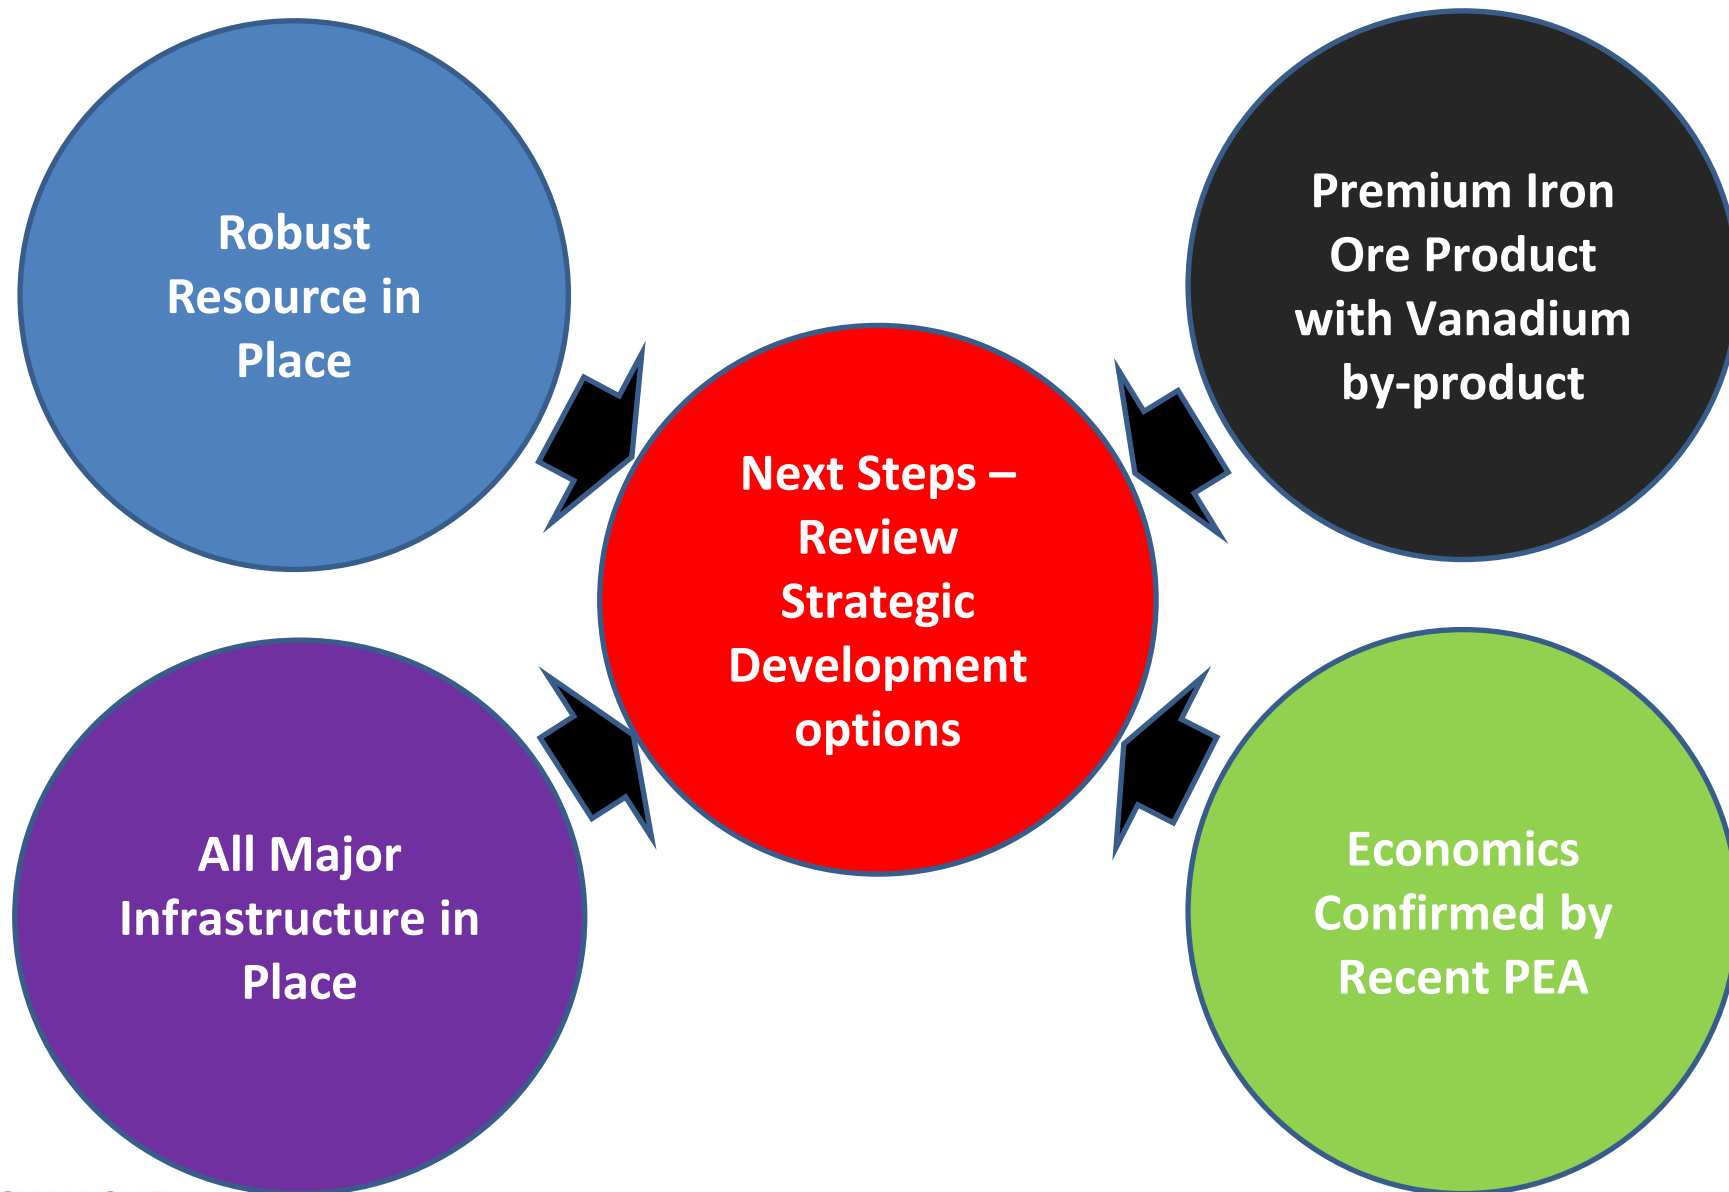 Robust
Resource in
Place
Premium Iron
Ore Product
with Vanadium
by-product
Next Steps –
Review
Strategic
Development
options
All Major
Infrastructure in
Place
Economics
Confirmed by
Recent PEA